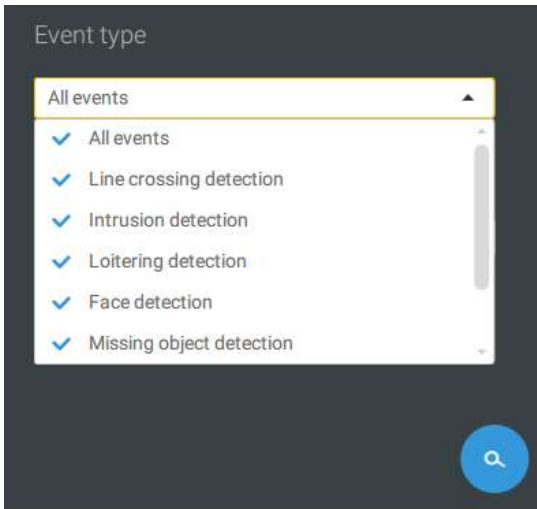 Event type
All events
All events
Line crossing detection
Intrusion detection
Loitering detection
Face detection
Missing object detection